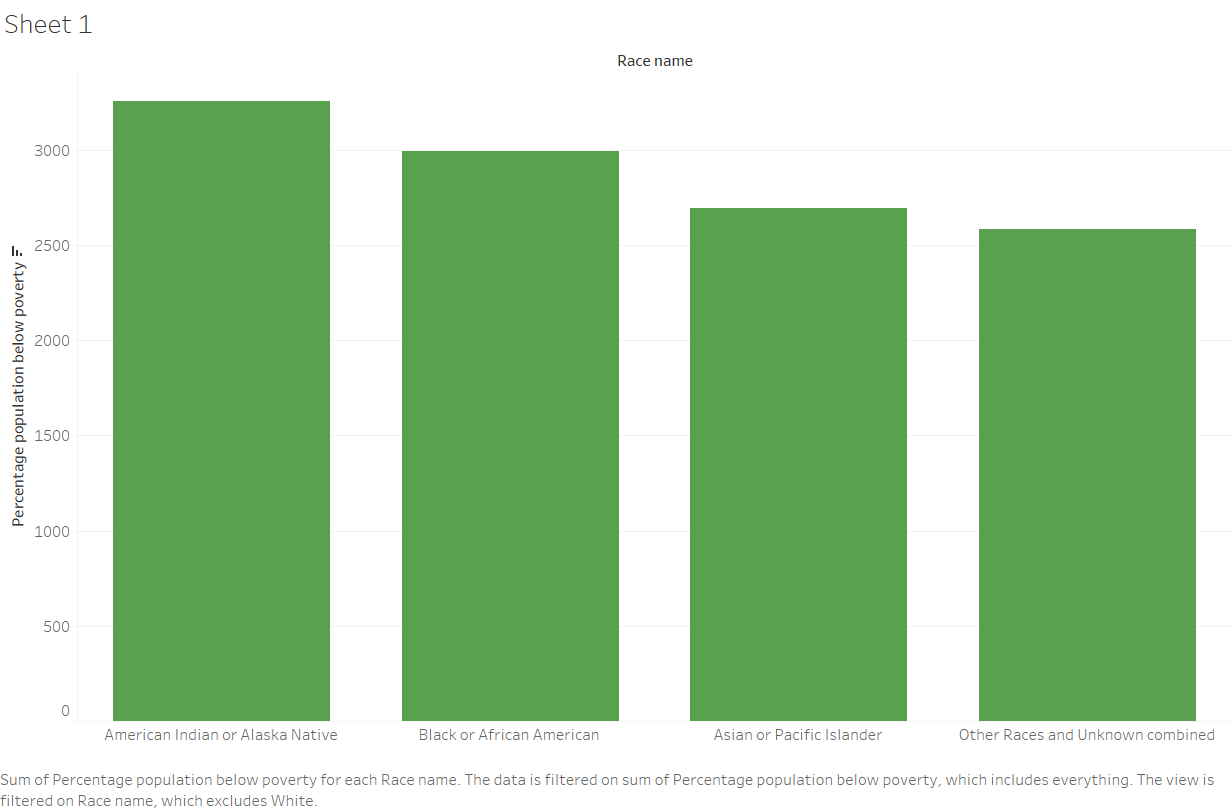 Sheet 1
Race name
Percentage population below poverty
3000
2500
2000
1500
1000
500
0
American Indian or Alaska Native
Black or African American
Asian or Pacific Islander
Other Races and Unknown combined
Sum of Percentage population below poverty for each Race name. The data is filtered on sum of Percentage population below poverty, which includes everything. The view is
filtered on Race name, which excludes White.